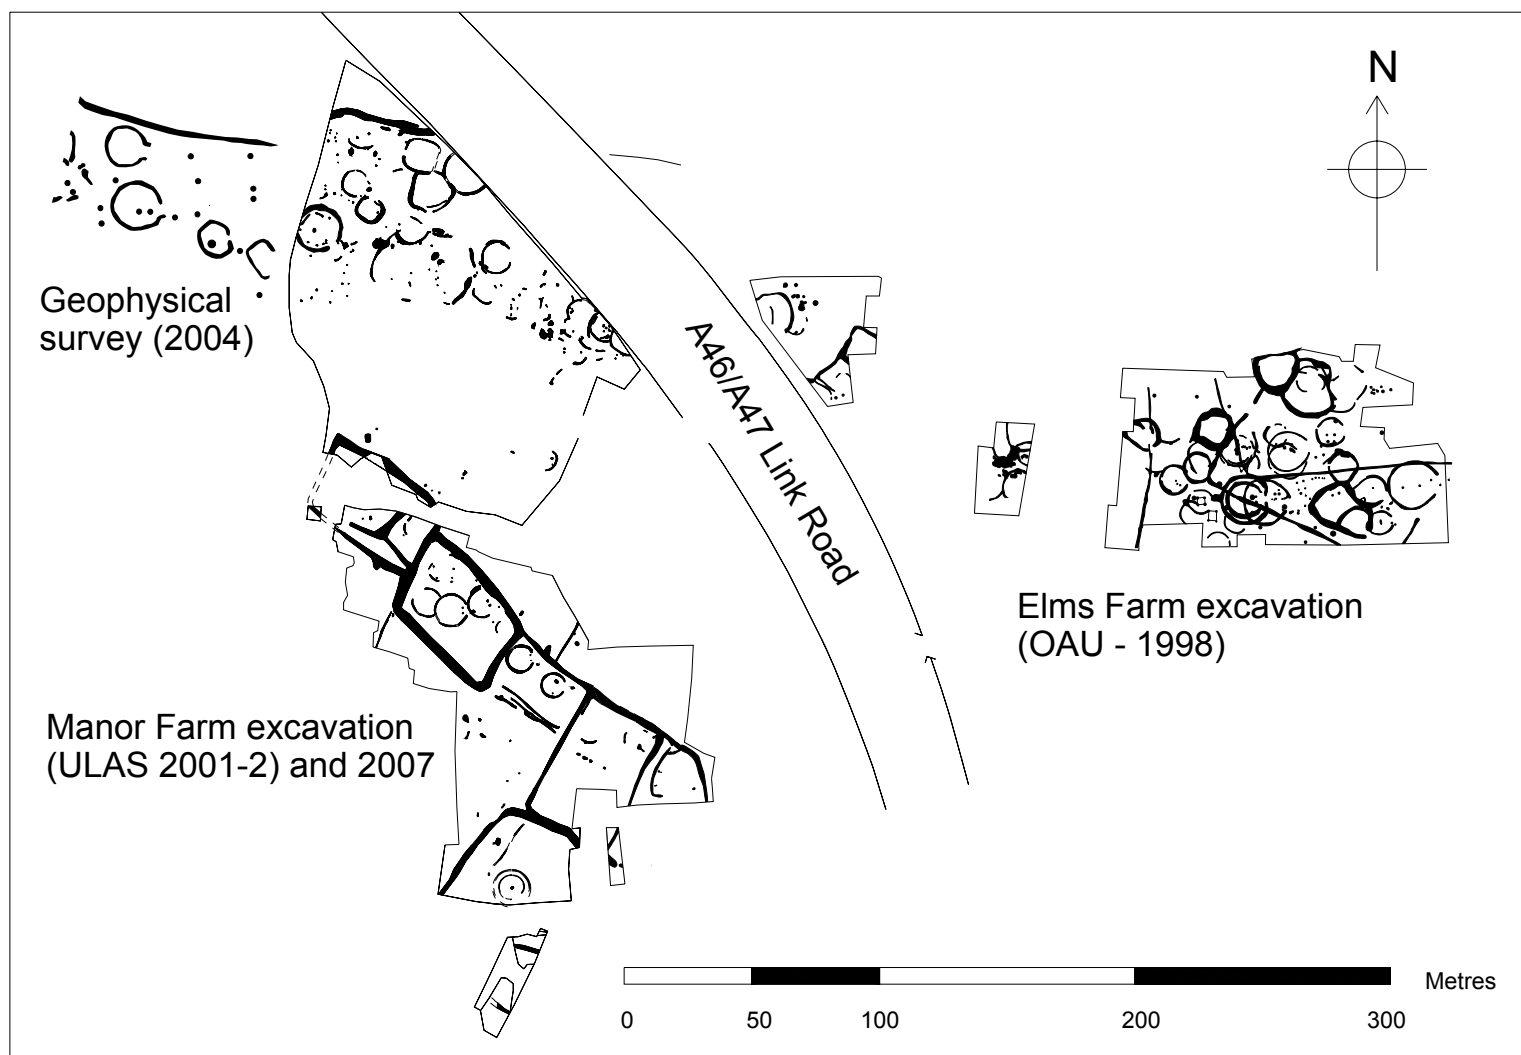 N
Geophysical
survey (2004)
A46/A47 Link Road
Elms Farm excavation
(OAU - 1998)
Manor Farm excavation
(ULAS 2001-2) and 2007
Metres
0 50 100 200 300